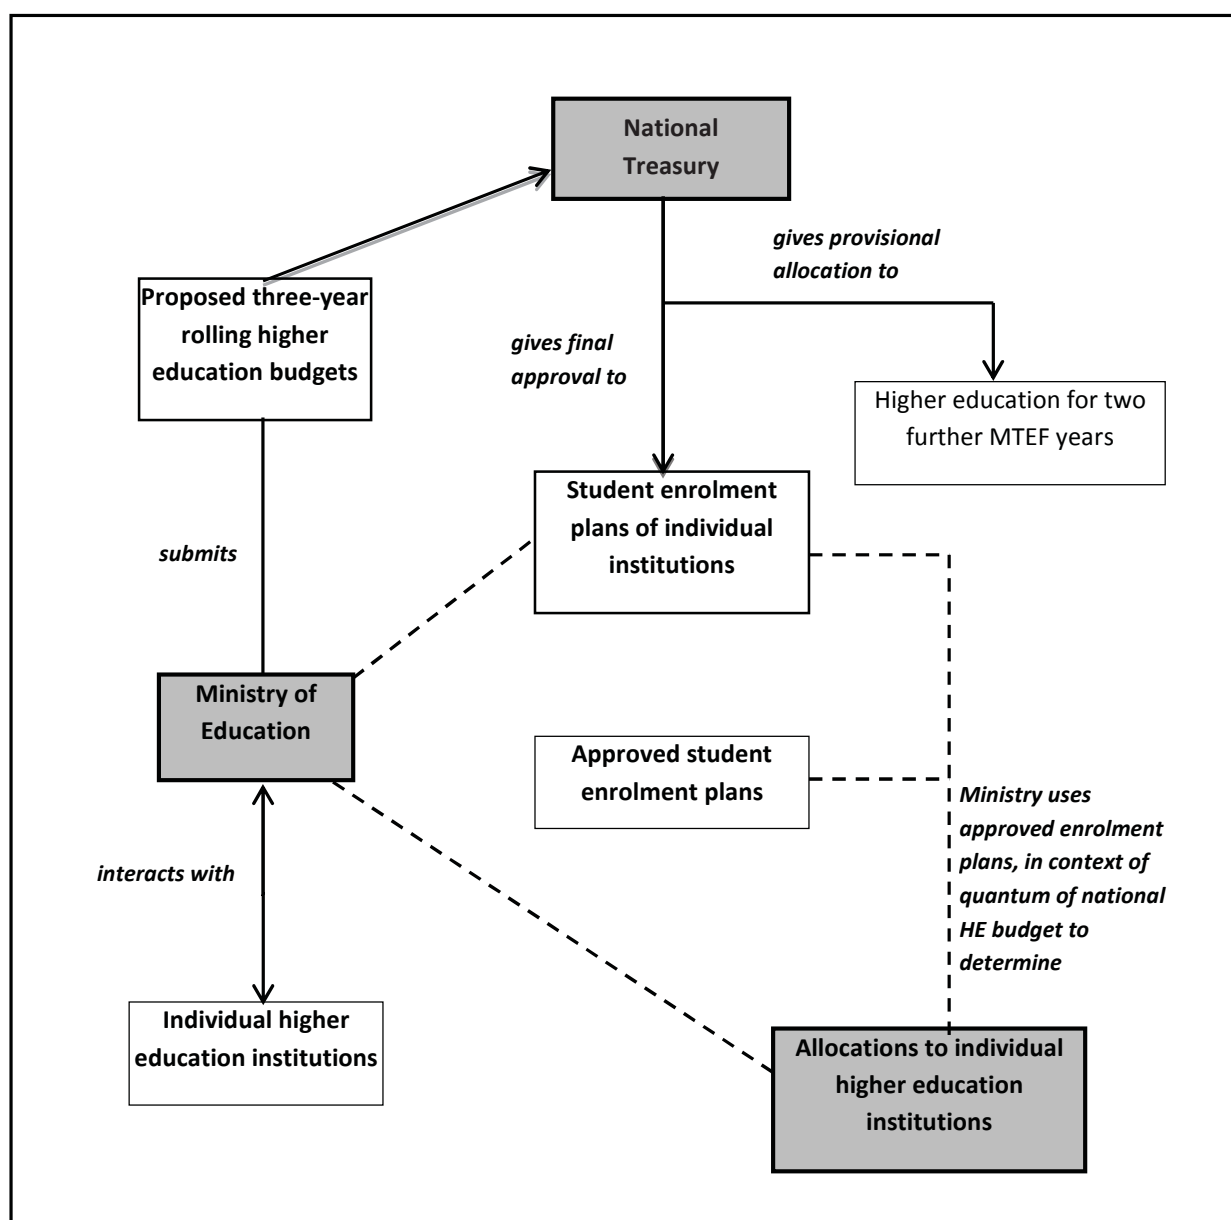 National
Treasury
gives provisional
allocation to
Proposed three-year
rolling higher
education budgets
gives final
approval to
Higher education for two
further MTEF years
Student enrolment
plans of individual
institutions
submits
Ministry of
Education
Approved student
enrolment plans
Ministry uses
approved enrolment
plans, in context of
quantum of national
HE budget to
determine
interacts with
Individual higher
education institutions
Allocations to individual
higher education
institutions